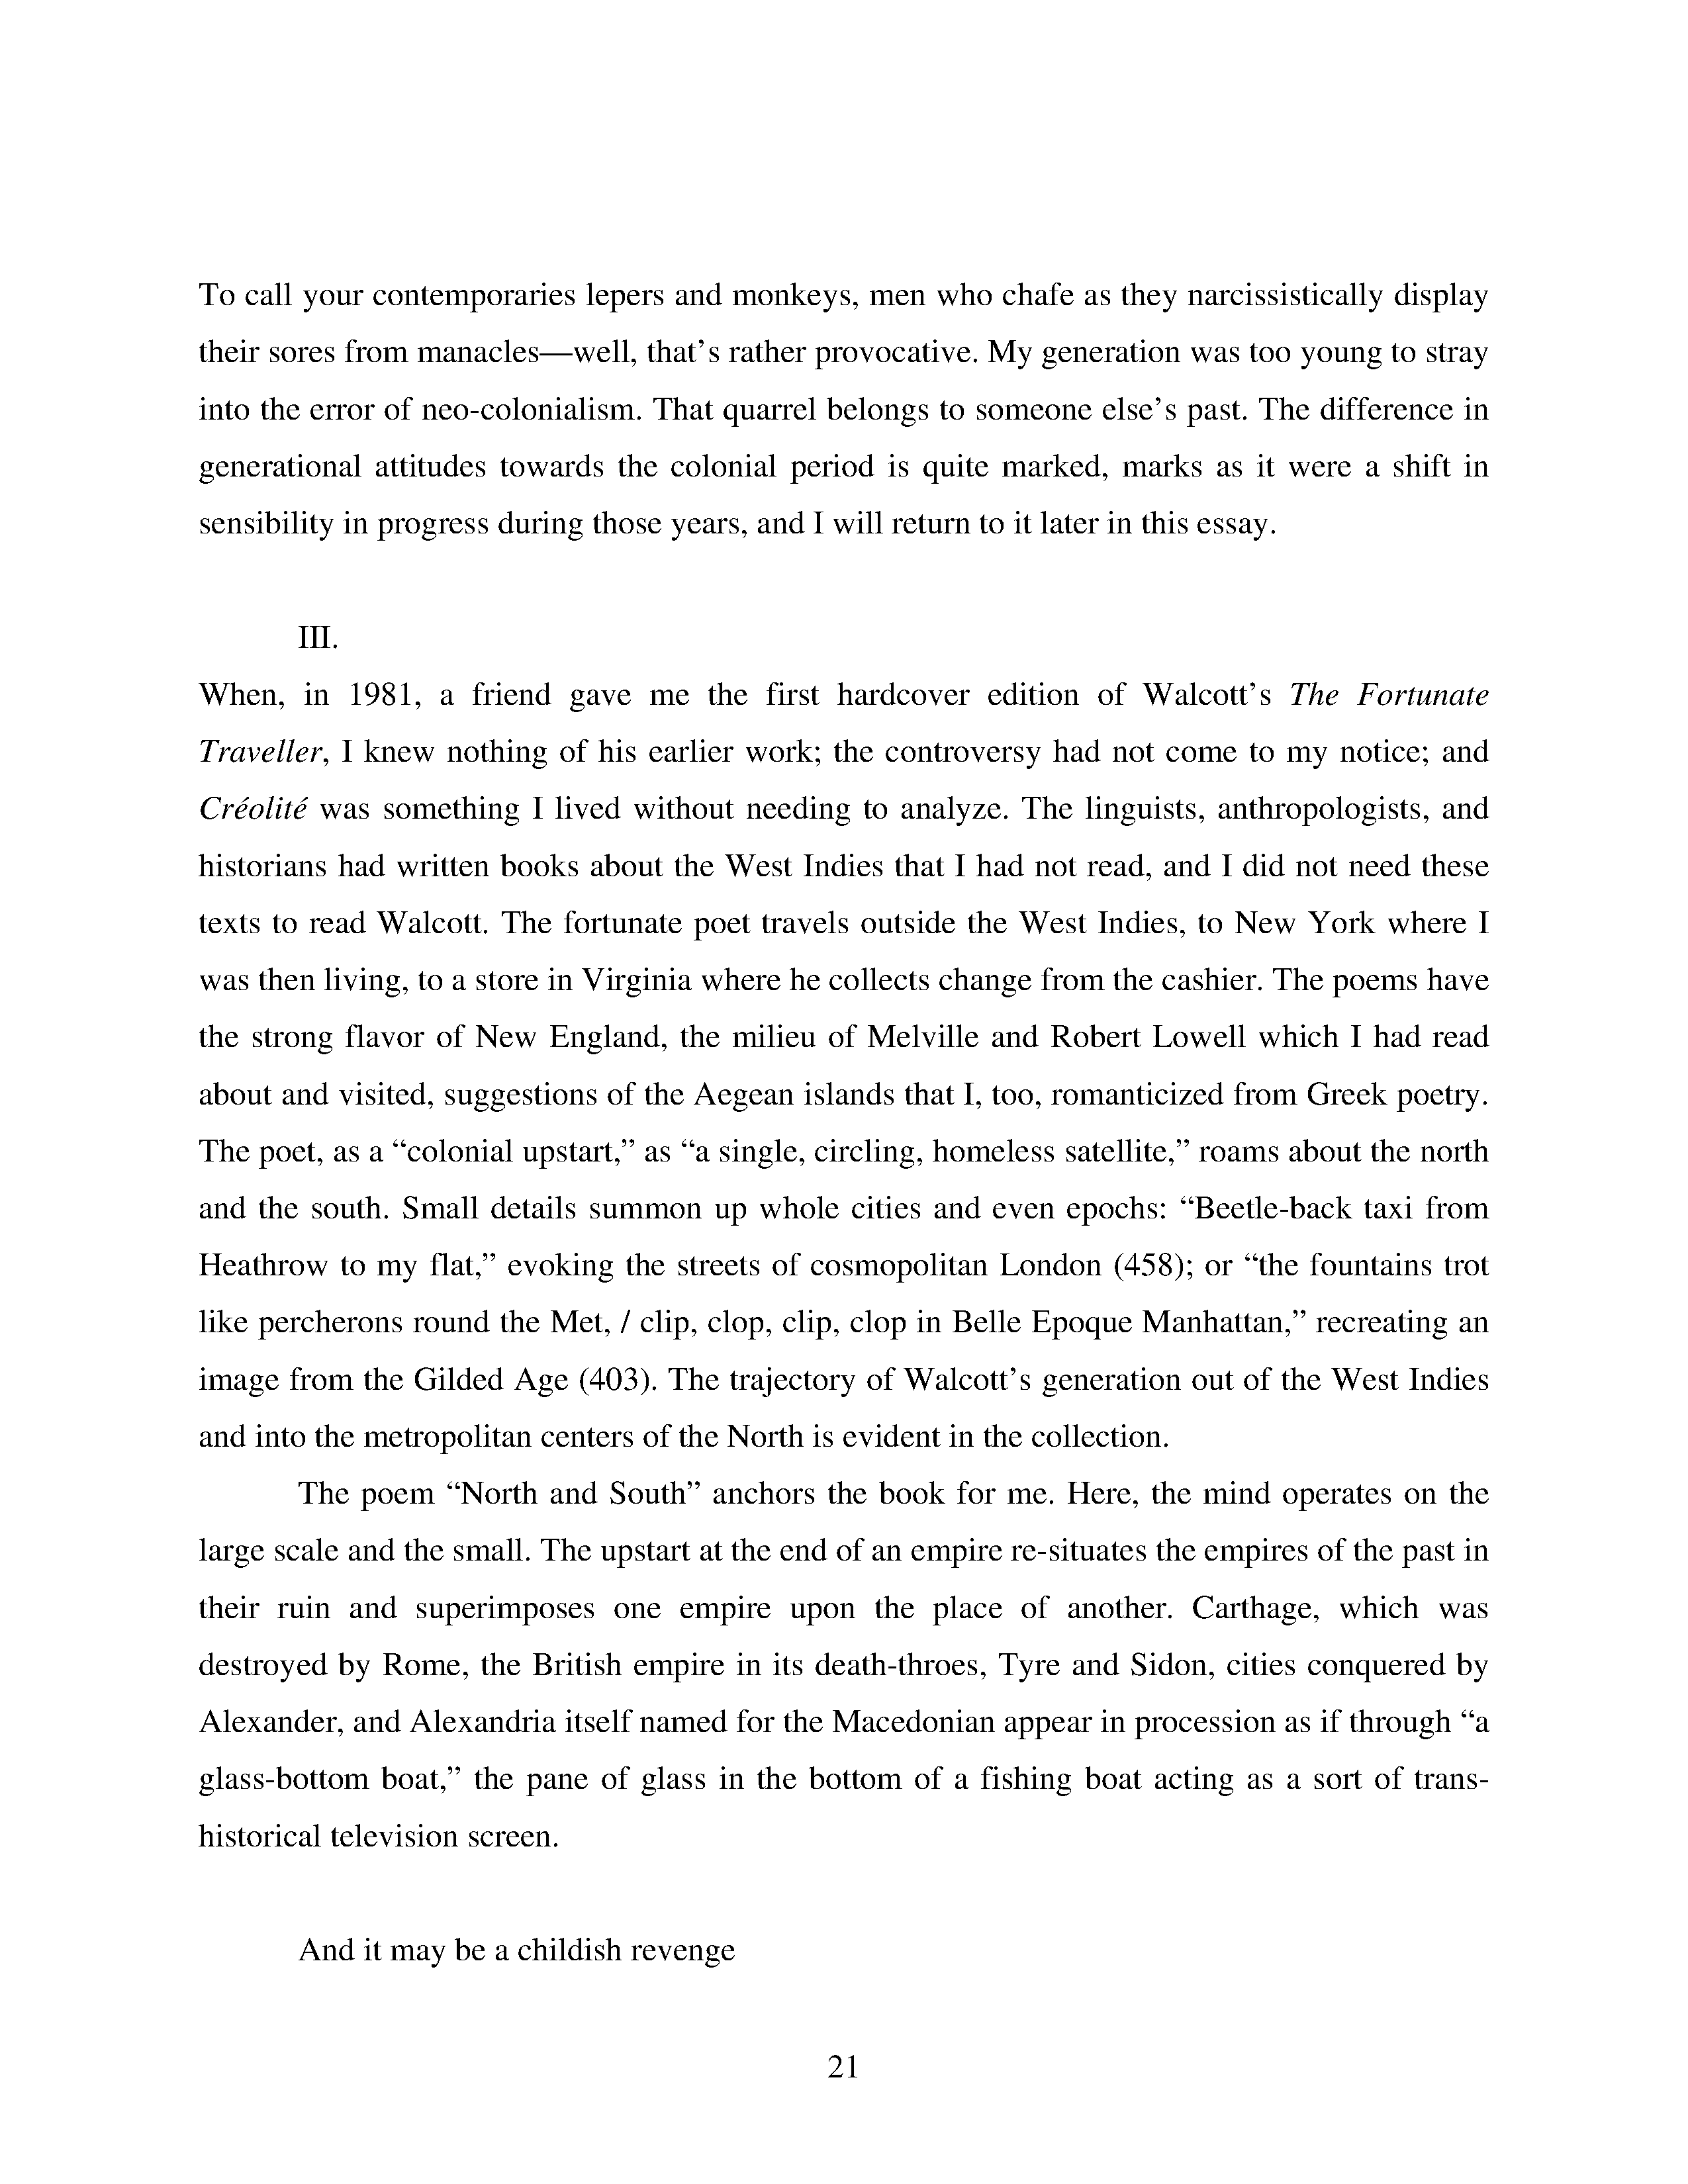 To call your contemporaries lepers and monkeys, men who chafe as they narcissistically display
their sores from manacles—well, that’s rather provocative. My generation was too young to stray
into the error of neo-colonialism. That quarrel belongs to someone else’s past. The difference in
generational attitudes towards the colonial period is quite marked, marks as it were a shift in
sensibility in progress during those years, and I will return to it later in this essay.
III.
When, in 1981, a friend gave me the first hardcover edition of Walcott’s The Fortunate
Traveller, I knew nothing of his earlier work; the controversy had not come to my notice; and
Créolité was something I lived without needing to analyze. The linguists, anthropologists, and
historians had written books about the West Indies that I had not read, and I did not need these
texts to read Walcott. The fortunate poet travels outside the West Indies, to New York where I
was then living, to a store in Virginia where he collects change from the cashier. The poems have
the strong flavor of New England, the milieu of Melville and Robert Lowell which I had read
about and visited, suggestions of the Aegean islands that I, too, romanticized from Greek poetry.
The poet, as a “colonial upstart,” as “a single, circling, homeless satellite,” roams about the north
and the south. Small details summon up whole cities and even epochs: “Beetle-back taxi from
Heathrow to my flat,” evoking the streets of cosmopolitan London (458); or “the fountains trot
like percherons round the Met, / clip, clop, clip, clop in Belle Epoque Manhattan,” recreating an
image from the Gilded Age (403). The trajectory of Walcott’s generation out of the West Indies
and into the metropolitan centers of the North is evident in the collection.
The poem “North and South” anchors the book for me. Here, the mind operates on the
large scale and the small. The upstart at the end of an empire re-situates the empires of the past in
their ruin and superimposes one empire upon the place of another. Carthage, which was
destroyed by Rome, the British empire in its death-throes, Tyre and Sidon, cities conquered by
Alexander, and Alexandria itself named for the Macedonian appear in procession as if through “a
glass-bottom boat,” the pane of glass in the bottom of a fishing boat acting as a sort of trans-
historical television screen.
And it may be a childish revenge
21